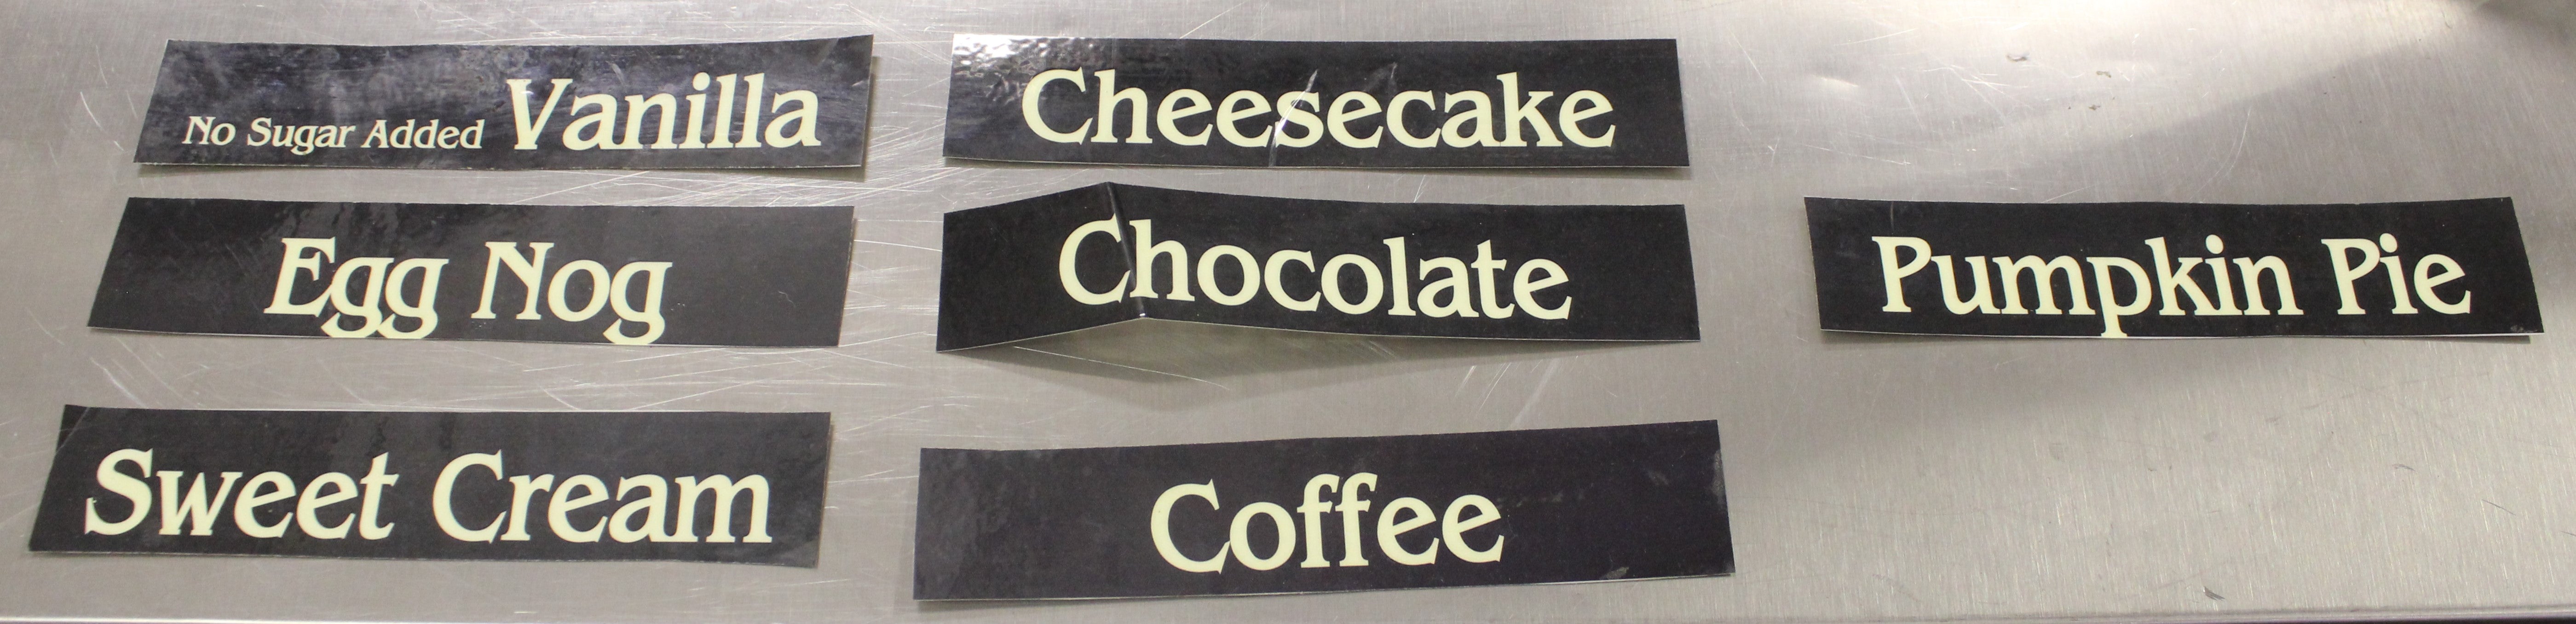 No Sugar Added Vanilla
Egg Nog
Sweet Cream
Cheesecake
Chocolate
Coffee
Pumpkin Pie